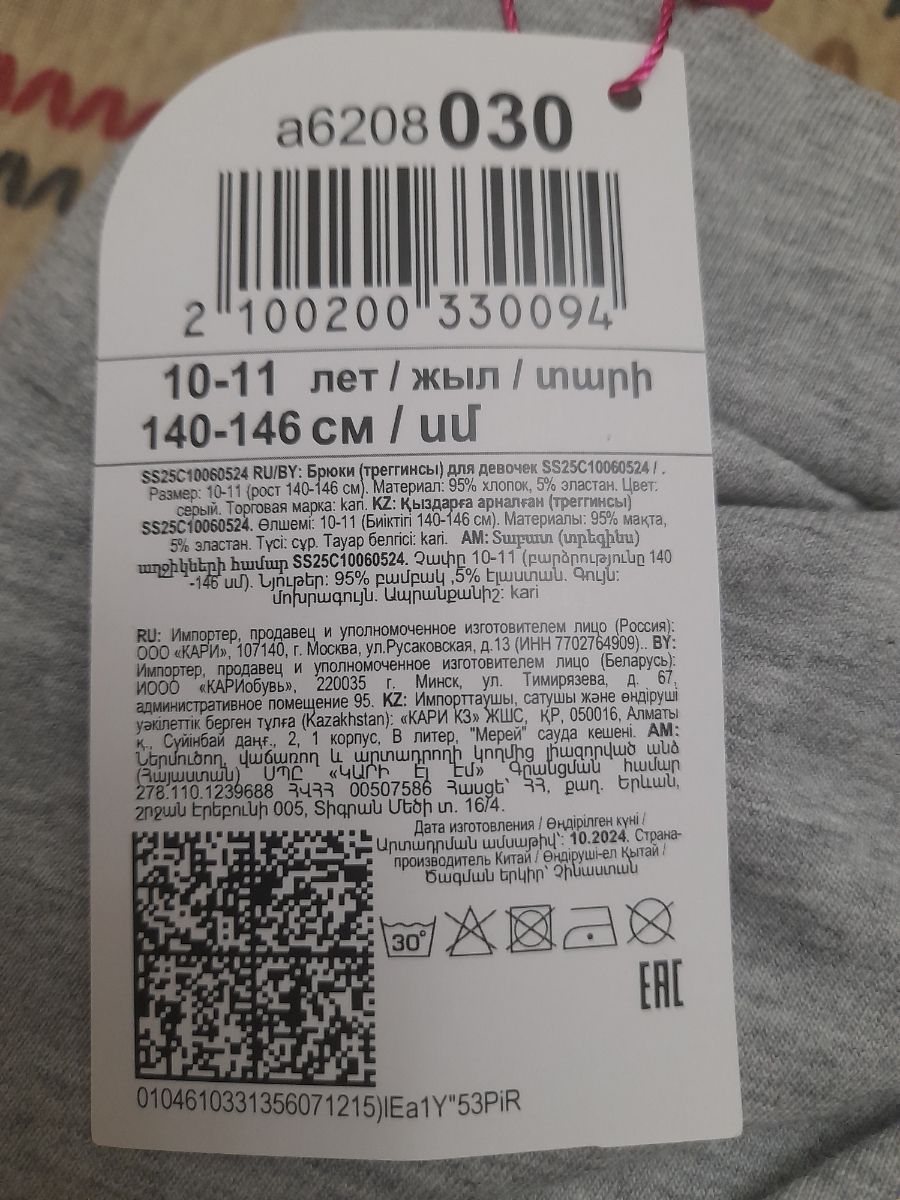 a6208 030
2 100200 330094
10-11 лет / жыл / տարի
140-146 см / սմ
SS25C10060524 RU/BY: Брюки (треггинсы) для девочек SS25C10060524 / .
Размер: 10-11 (рост 140-146 см). Материал: 95% хлопок, 5% эластан. Цвет:
серый. Торговая марка: kari. KZ: Қыздарға арналған (треггинсы)
SS25C10060524. Өлшемі: 10-11 (Биіктігі 140-146 см). Материалы: 95% мақта,
5% эластан. Түсі: сұр. Тауар белгісі: kari. AM: Տաբատ (տրեգինս)
աղջիկների համար SS25C10060524. Չափը 10-11 (բարձրությունը 140
-146 սմ). Նյութեր: 95% բամբակ ,5% էլաստան. Գույն:
մոխրագույն. Ապրանքանիշ: kari
RU: Импортер, продавец и уполномоченное изготовителем лицо (Россия):
ООО «КАРИ», 107140, г. Москва, ул.Русаковская, д.13 (ИНН 7702764909).. BY:
Импортер, продавец и уполномоченное изготовителем лицо (Беларусь):
ИООО «КАРИобувь», 220035 г. Минск, ул. Тимирязева, д. 67,
административное помещение 95. KZ: Импорттаушы, сатушы және өндіруші
уәкілеттік берген тұлға (Kazakhstan): «КАРИ КЗ» ЖШС, ҚР, 050016, Алматы
қ., Сүйінбай даңғ., 2, 1 корпус, В литер, "Мерей" сауда кешені. AM:
Ներմուծող, վաճառող և արտադրողի կողմից լիազորված անձ
(Հայաստան) ՍՊԸ «ԿԱՐԻ Էյ Էմ» Գրանցման համար
278.110.1239688 ՀՎՀՀ 00507586 Հասցե՝ ՀՀ, քաղ. Երևան,
շրջան Էրեբունի 005, Տիգրան Մեծի տ. 16/4.
Дата изготовления / Өндірілген күні /
Արտադրման ամսաթիվ՝: 10.2024. Страна-
производитель Китай / Өндіруші-ел Қытай /
Ծագման երկիր՝ Չինաստան
30°
EAC
0104610331356071215)IEa1Y"53PiR